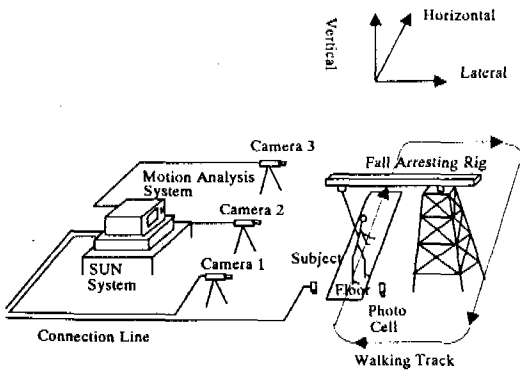 Vertical
Horizontal
Lateral
Camera 3
Fall Arresting Rig
Motion Analysis
System
Camera 2
Camera 1
Subject
SUN
System
Floor
Photo
Cell
Connection Line
Walking Track